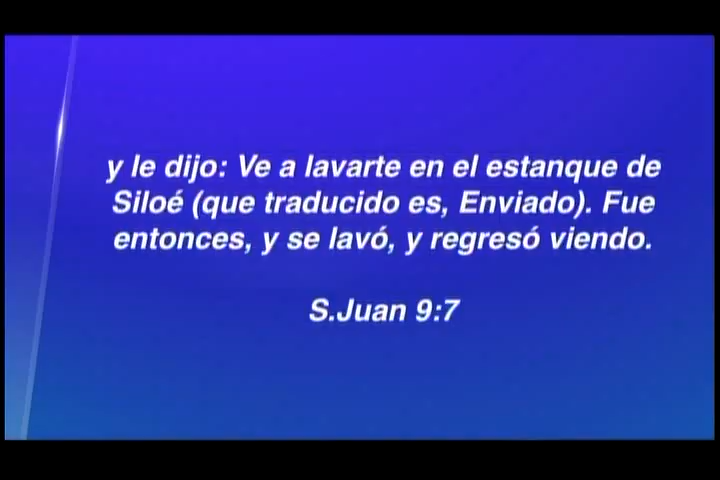 y le dijo: Ve a lavarte en el estanque de
Siloé (que traducido es, Enviado). Fue
entonces, y se lavó, y regresó viendo.
S.Juan 9:7